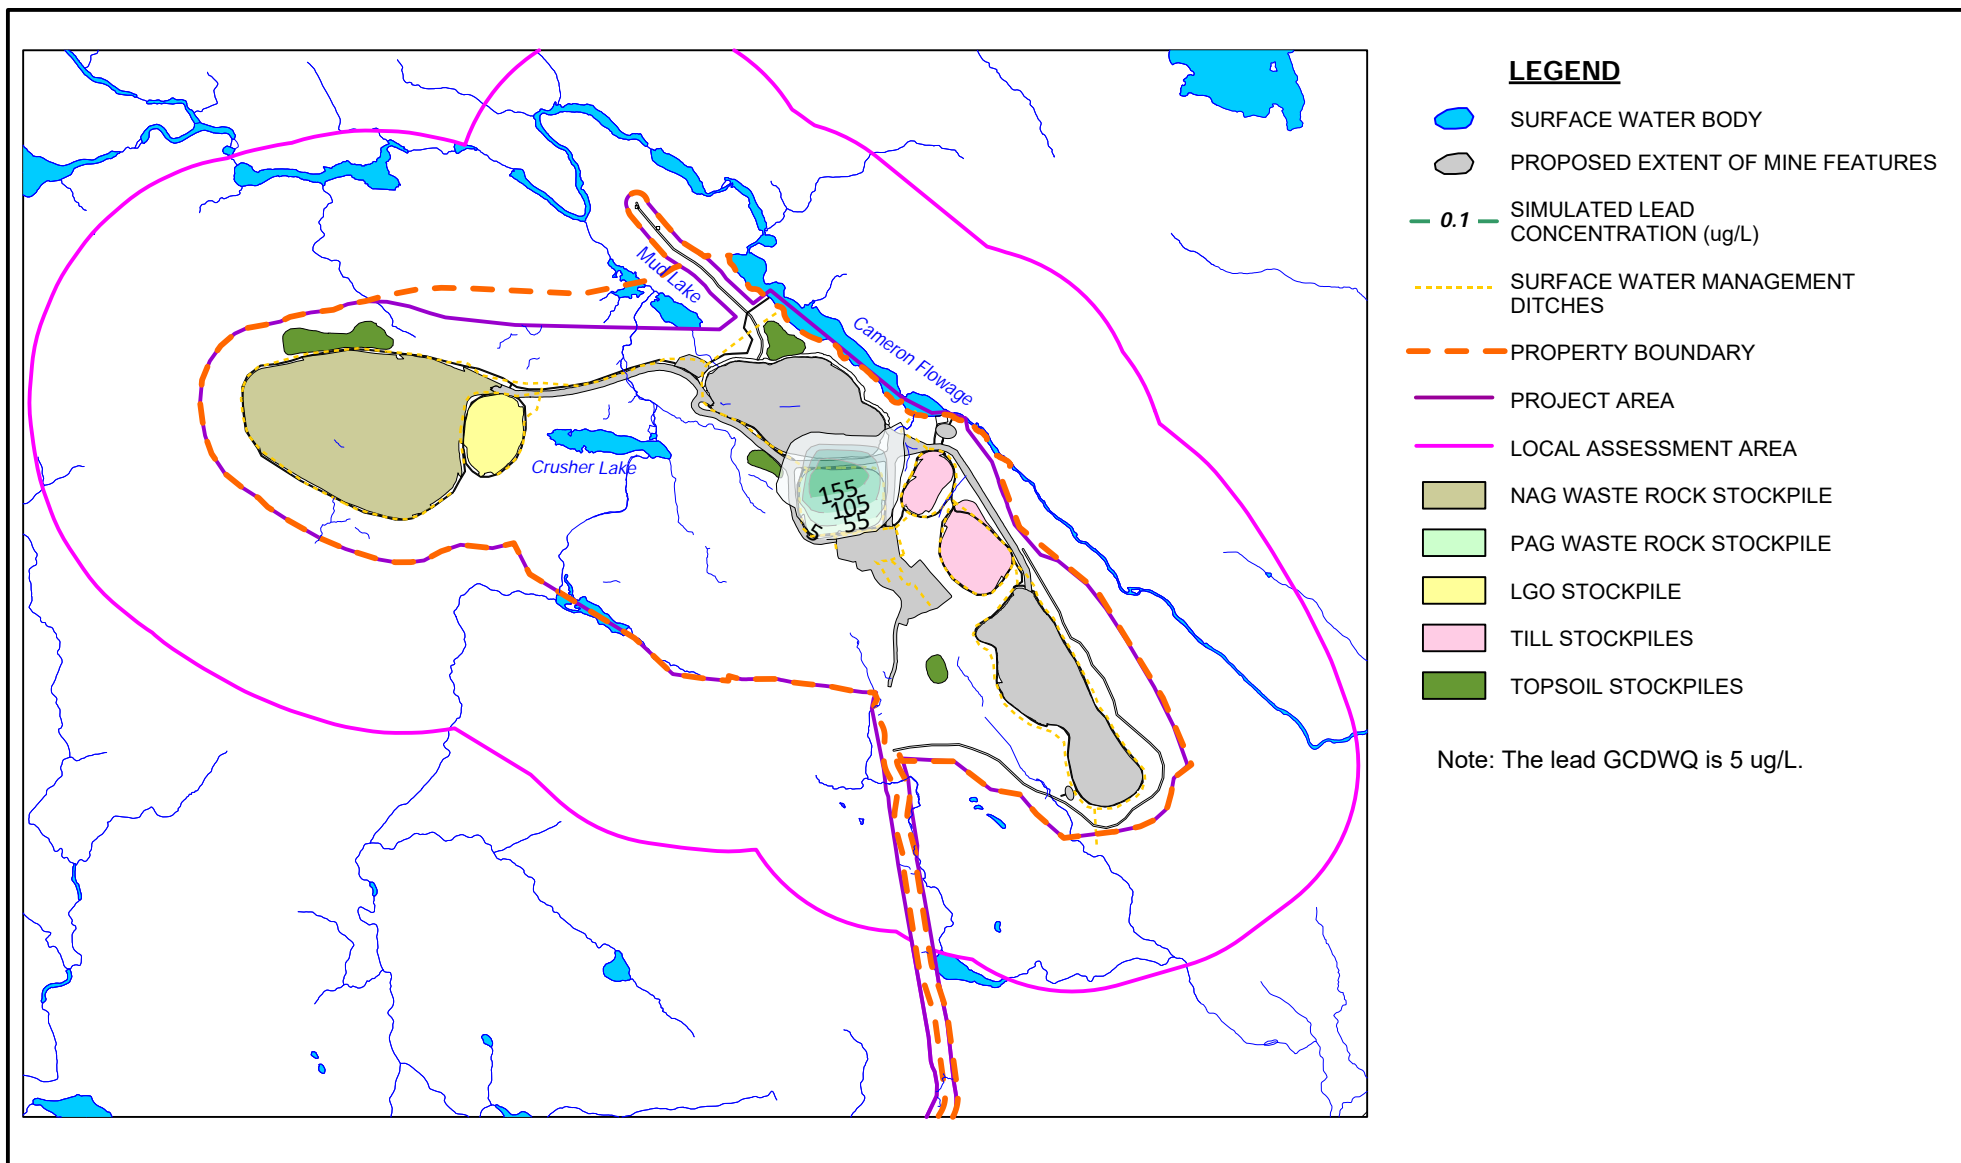 LEGEND
SURFACE WATER BODY
PROPOSED EXTENT OF MINE FEATURES
0.1
SIMULATED LEAD
CONCENTRATION (ug/L)
SURFACE WATER MANAGEMENT
DITCHES
PROPERTY BOUNDARY
PROJECT AREA
LOCAL ASSESSMENT AREA
NAG WASTE ROCK STOCKPILE
PAG WASTE ROCK STOCKPILE
LGO STOCKPILE
TILL STOCKPILES
TOPSOIL STOCKPILES
Note: The lead GCDWQ is 5 ug/L.
Mud Lake
Cameron Flowage
Crusher Lake
155
105
55
5